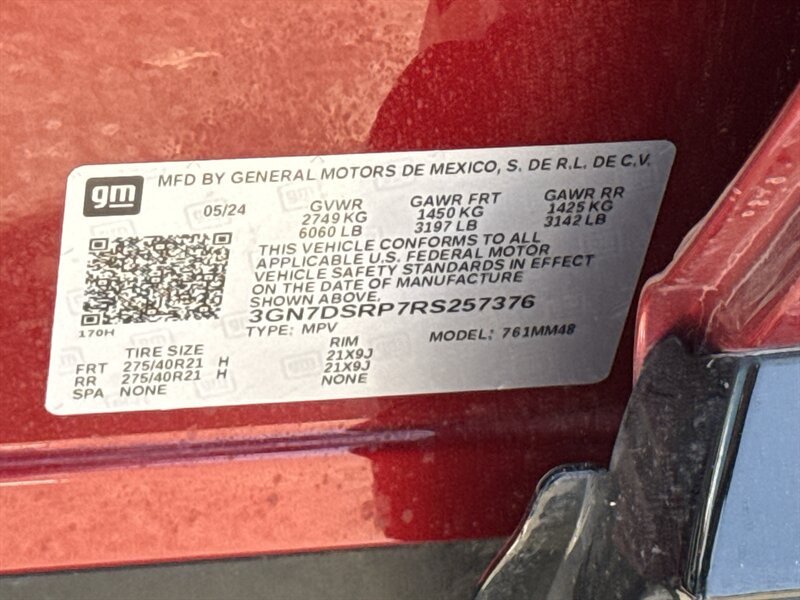 gm MFD BY GENERAL MOTORS DE MEXICO, S. DE R.L. DE C.V.
05/24 GVWR GAWR FRT GAWR RR
2749 KG 1450 KG 1425 KG
6060 LB 3197 LB 3142 LB
THIS VEHICLE CONFORMS TO ALL
APPLICABLE U.S. FEDERAL MOTOR
VEHICLE SAFETY STANDARDS IN EFFECT
ON THE DATE OF MANUFACTURE
SHOWN ABOVE.
3GN7DSRP7RS257376
170H TYPE: MPV MODEL: 761MM48
TIRE SIZE RIM
FRT 275/40R21 H 21X9J
RR 275/40R21 H 21X9J
SPA NONE NONE